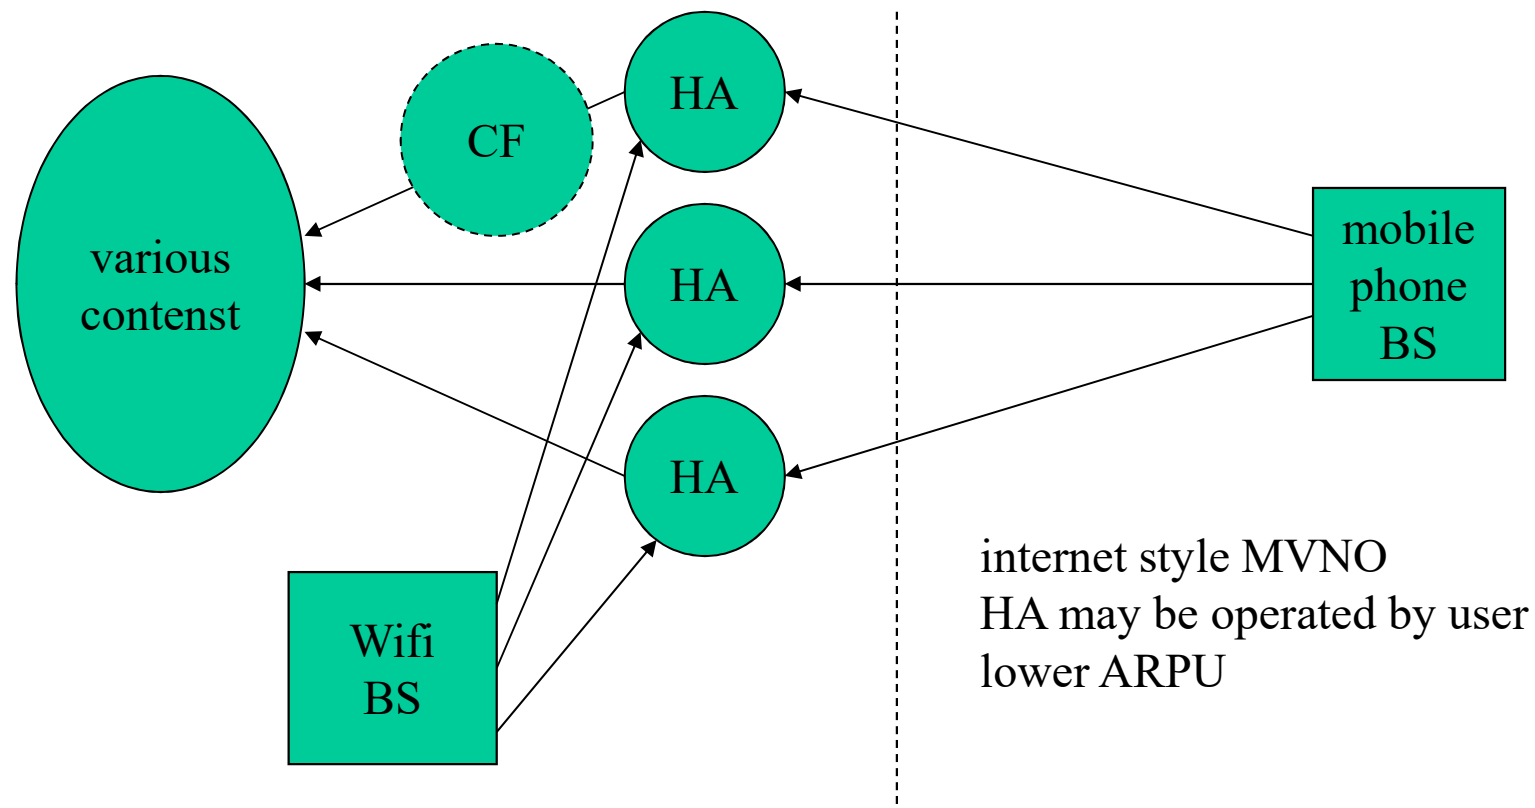 HA
CF
various
contenst
HA
mobile
phone
BS
HA
Wifi
BS
internet style MVNO
HA may be operated by user
lower ARPU